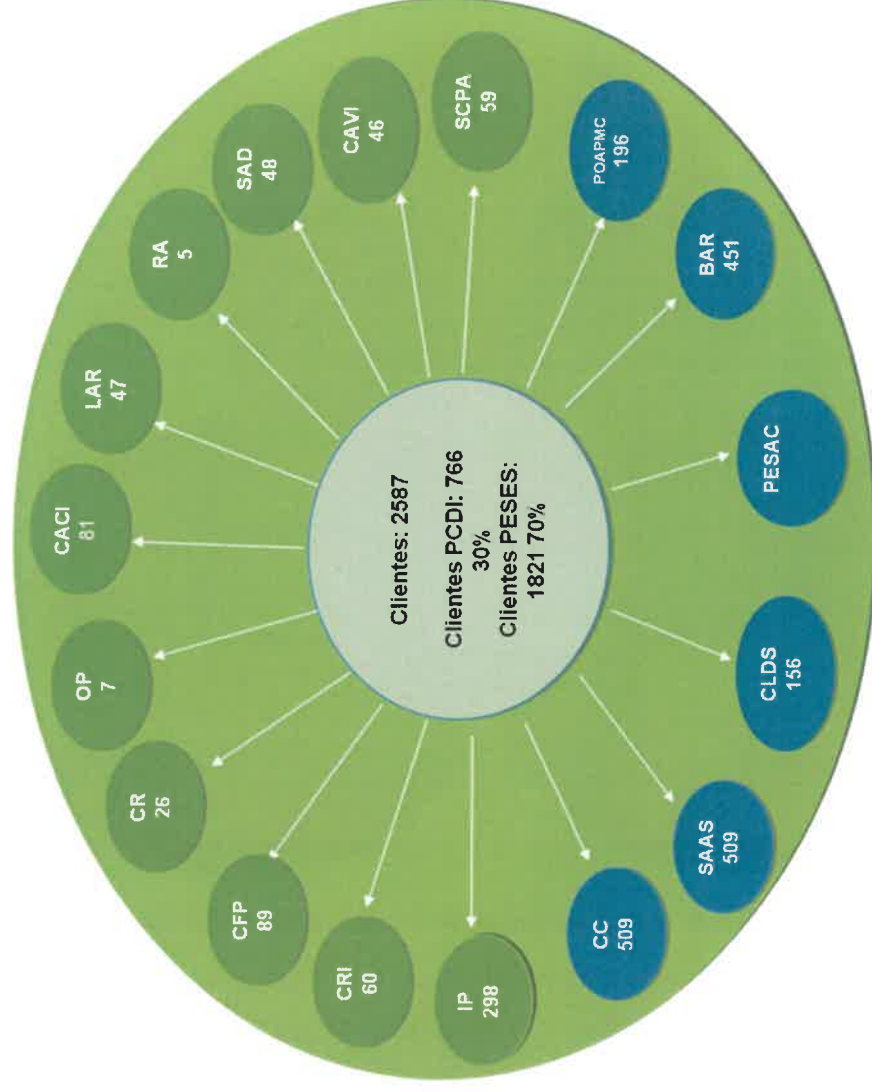 Clientes: 2587
Clientes PCDI: 766
30%
Clientes PESES:
1821 70%
CACI
81
LAR
47
RA
5
SAD
48
CAVI
46
SCPA
59
POAPMC
196
BAR
451
PESAC
CLDS
156
SAAS
509
CC
509
IP
298
CRI
60
CFP
89
CR
26
OP
7